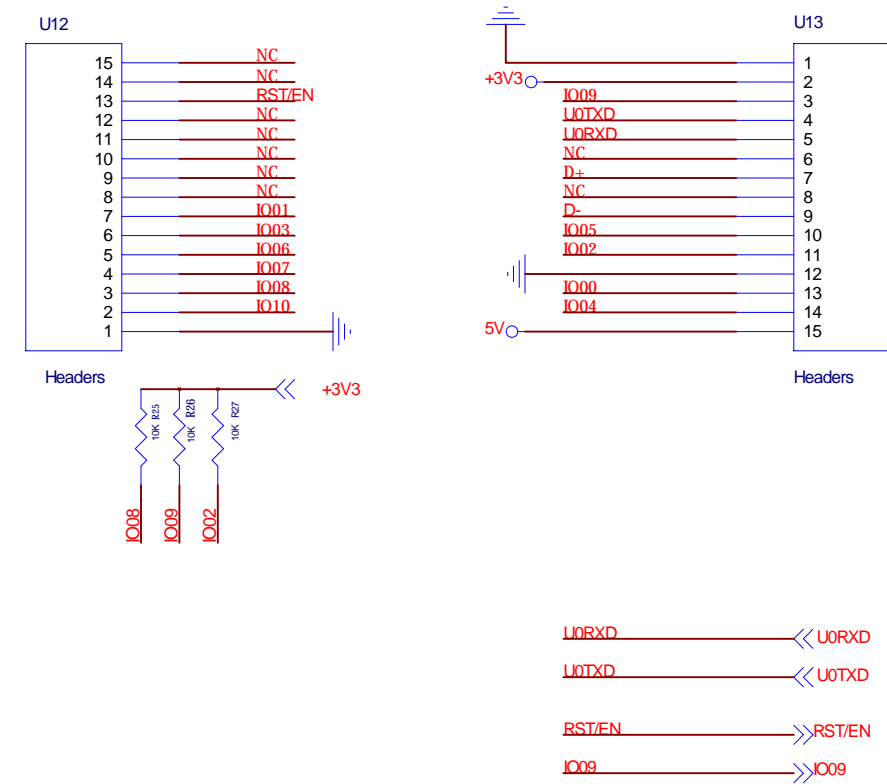 U12
15 NC
14 NC
13 RST/EN
12 NC
11 NC
10 NC
9 NC
8 NC
7 IO01
6 IO03
5 IO06
4 IO07
3 IO08
2 IO10
1
Headers
U13
1
+3V3 2
IO09 3
U0TXD 4
U0RXD 5
NC 6
D+ 7
NC 8
D- 9
IO05 10
IO02 11
12
IO00 13
IO04 14
5V 15
Headers
+3V3
10K R25
10K R26
10K R27
IO08
IO09
IO02
U0RXD U0RXD
U0TXD U0TXD
RST/EN RST/EN
IO09 IO09